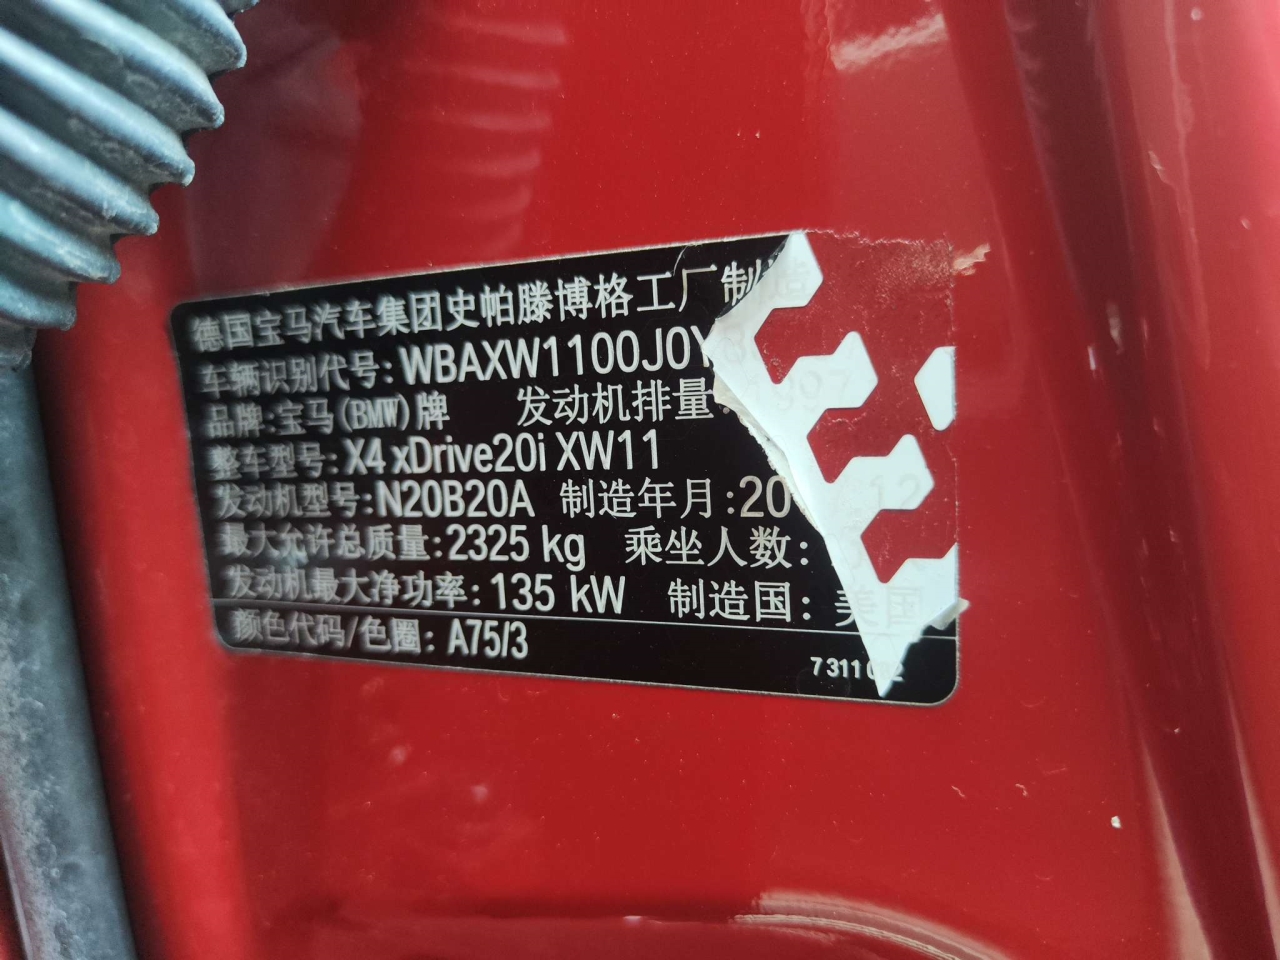 德国宝马汽车集团史帕滕博格工厂制造
车辆识别代号:WBAXW1100J0Y
品牌:宝马(BMW)牌 发动机排量
整车型号:X4 xDrive20i XW11
发动机型号:N20B20A 制造年月:20 12
最大允许总质量:2325 kg 乘坐人数:
发动机最大净功率:135 kW 制造国:美国
颜色代码/色圈: A75/3
7311